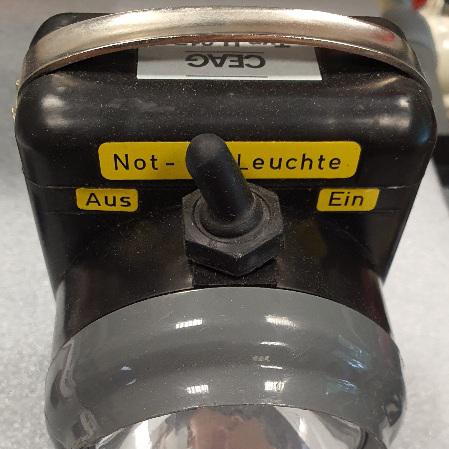 CEAG
Not- Leuchte
Aus Ein